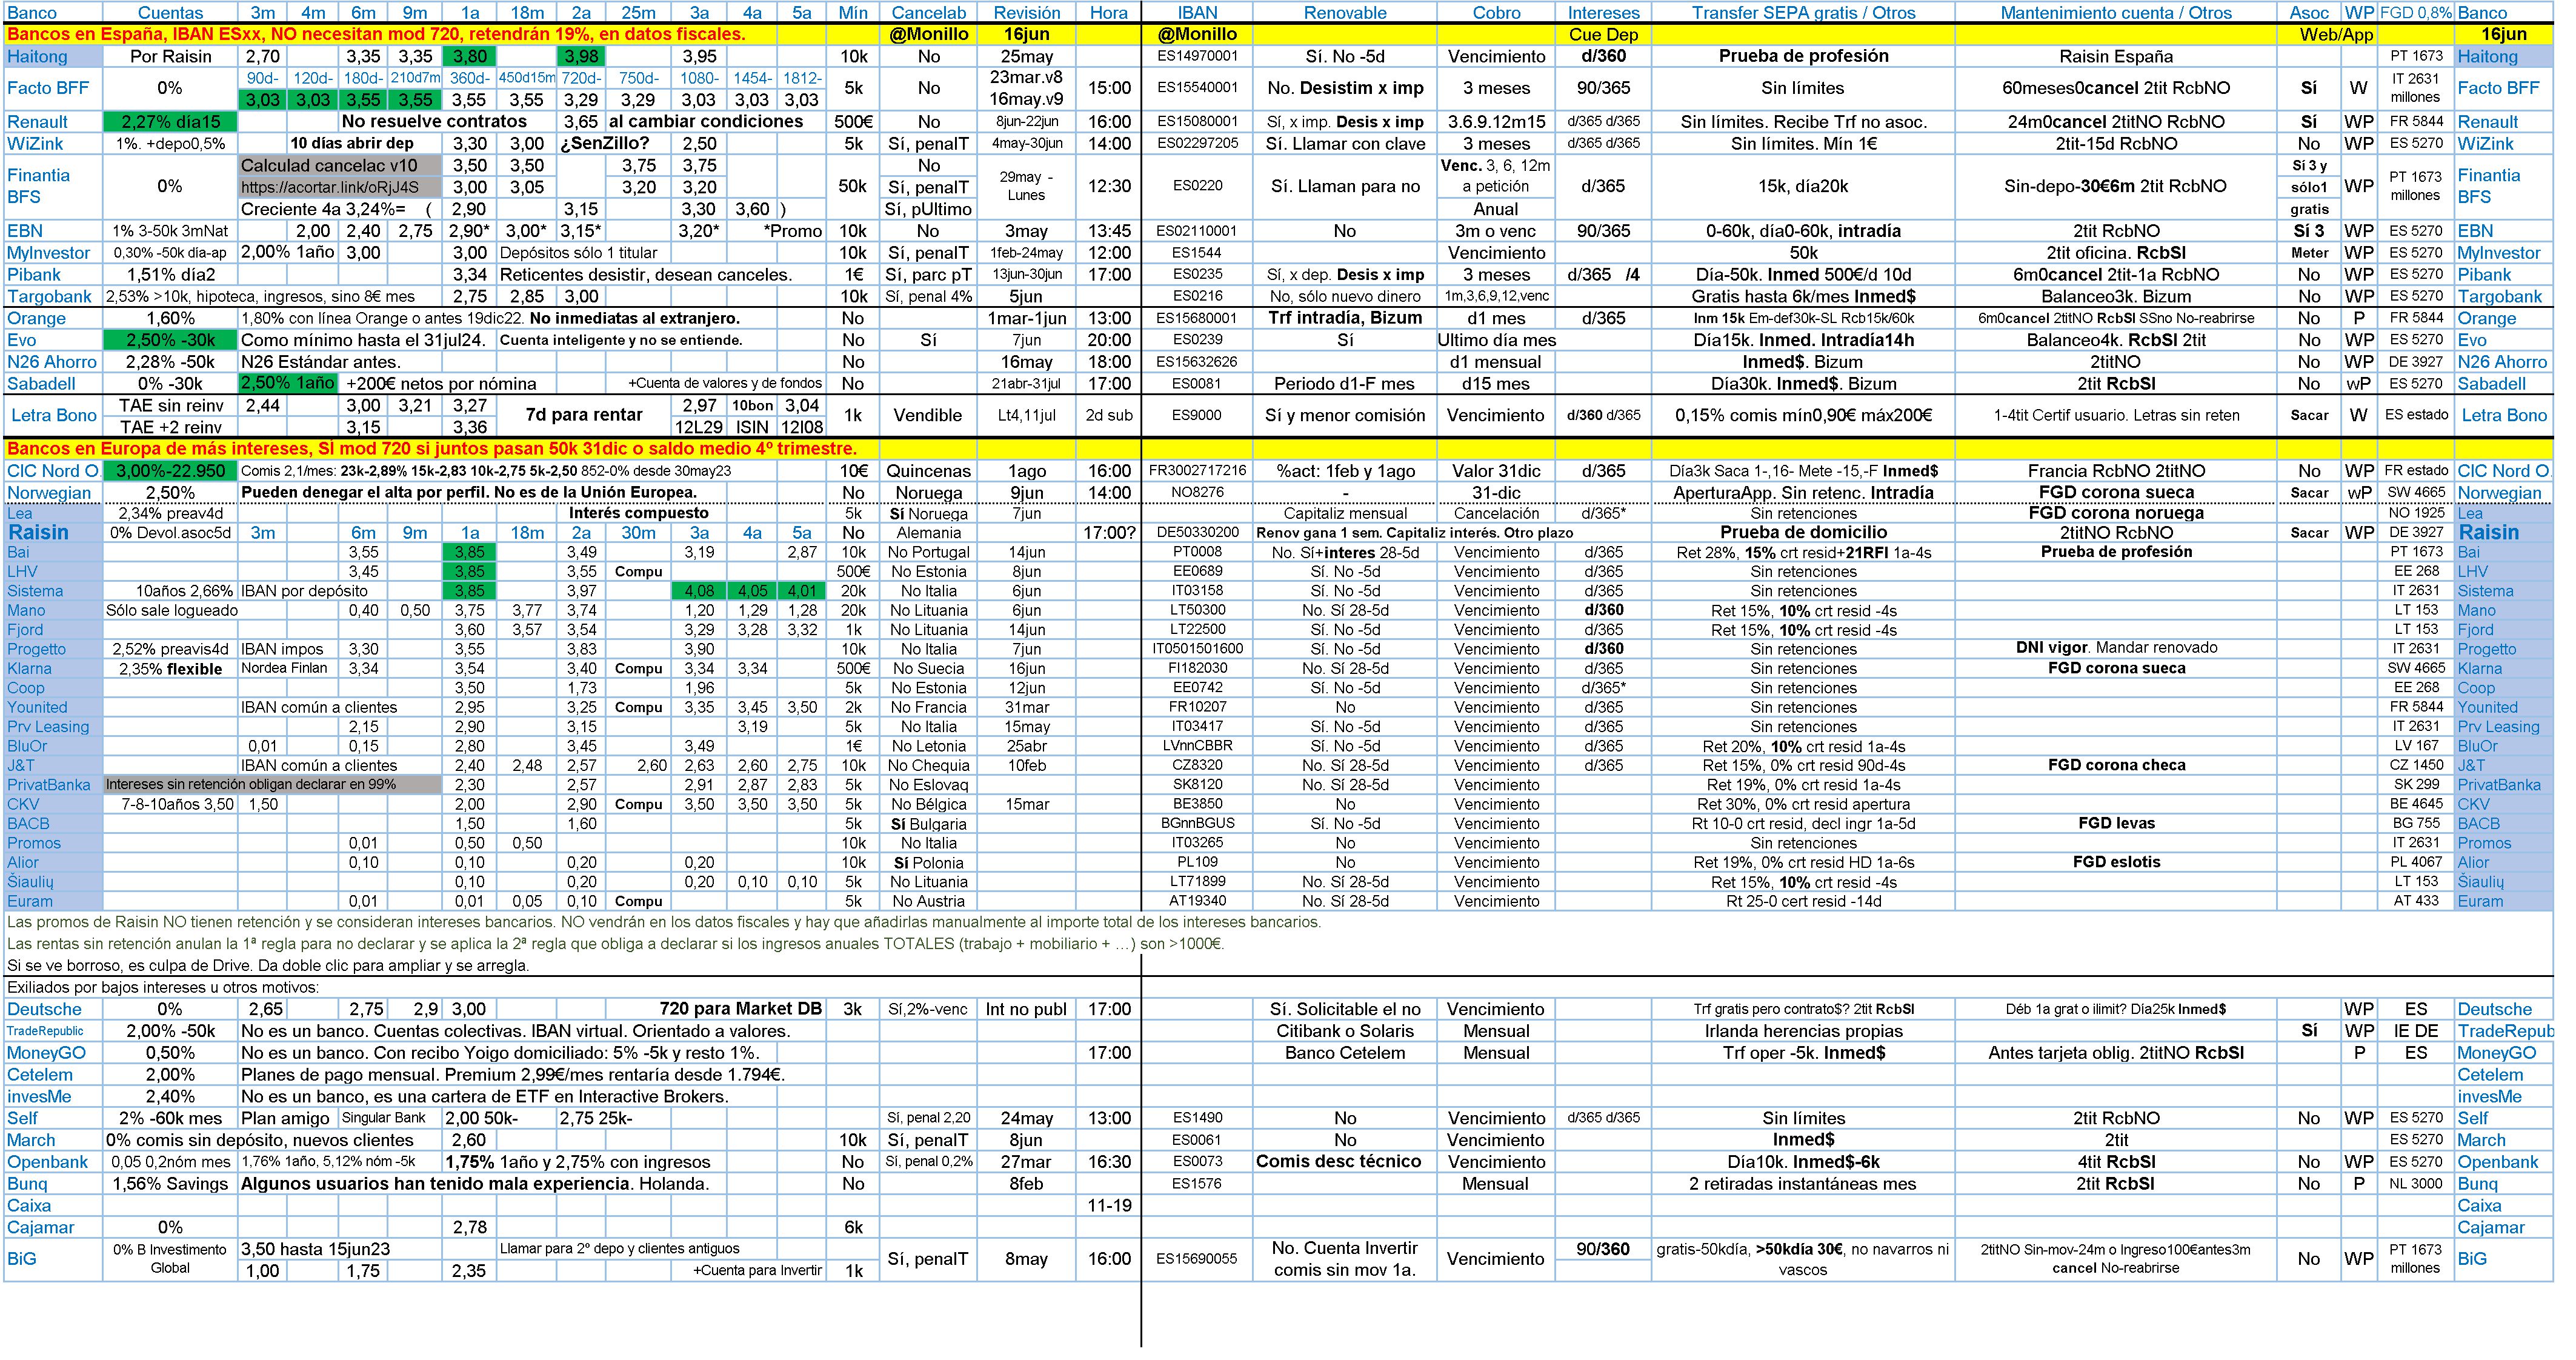 Banco Cuentas 3m 4m 6m 9m 1a 18m 2a 25m 3a 4a 5a Mín Cancelab Revisión Hora IBAN Renovable Cobro Intereses Transfer SEPA gratis / Otros Mantenimiento cuenta / Otros Asoc WP FGD 0,8% Banco
Bancos en España, IBAN ESxx, NO necesitan mod 720, retendrán 19%, en datos fiscales. @Monillo 16jun @Monillo Cue Dep Web/App 16jun
Haitong Por Raisin 2,70 3,35 3,35 3,80 3,98 3,95 10k No 25may ES14970001 Sí. No -5d Vencimiento d/360 Prueba de profesión Raisin España PT 1673 Haitong
90d- 120d- 180d- 210d7m 360d- 450d15m 720d- 750d- 1080- 1454- 1812- 23mar.v8 IT 2631
Facto BFF 0% 5k No 15:00 ES15540001 No. Desistim x imp 3 meses 90/365 Sin límites 60meses0cancel 2tit RcbNO Sí W Facto BFF
3,03 3,03 3,55 3,55 3,55 3,55 3,29 3,29 3,03 3,03 3,03 16may.v9 millones
Renault 2,27% día15 No resuelve contratos 3,65 al cambiar condiciones 500€ No 8jun-22jun 16:00 ES15080001 Sí, x imp. Desis x imp 3.6.9.12m15 d/365 d/365 Sin límites. Recibe Trf no asoc. 24m0cancel 2titNO RcbNO Sí WP FR 5844 Renault
WiZink 1%. +depo0,5% 10 días abrir dep 3,30 3,00 ¿SenZillo? 2,50 5k Sí, penalT 4may-30jun 14:00 ES02297205 Sí. Llamar con clave 3 meses d/365 d/365 Sin límites. Mín 1€ 2tit-15d RcbNO No WP ES 5270 WiZink
Calculad cancelac v10 3,50 3,50 3,75 3,75 No Venc. 3, 6, 12m Sí 3 y
Finantia BFS 0% https://acortar.link/oRjJ4S 3,00 3,05 3,20 3,20 50k Sí, penalT 29may - Lunes 12:30 ES0220 Sí. Llaman para no a petición d/365 15k, día20k Sin-depo-30€6m 2tit RcbNO sólo1 WP PT 1673 millones Finantia BFS
Creciente 4a 3,24%= ( 2,90 3,15 3,30 3,60 ) Sí, pUltimo Anual gratis
EBN 1% 3-50k 3mNat 2,00 2,40 2,75 2,90* 3,00* 3,15* 3,20* *Promo 10k No 3may 13:45 ES02110001 No 3m o venc 90/365 0-60k, día0-60k, intradía 2tit RcbNO Sí 3 WP ES 5270 EBN
MyInvestor 0,30% -50k día-ap 2,00% 1año 3,00 3,00 Depósitos sólo 1 titular 10k Sí, penalT 1feb-24may 12:00 ES1544 Vencimiento 50k 2tit oficina. RcbSI Meter WP ES 5270 MyInvestor
Pibank 1,51% día2 3,34 Reticentes desistir, desean canceles. 1€ Sí, parc pT 13jun-30jun 17:00 ES0235 Sí, x dep. Desis x imp 3 meses d/365 /4 Día-50k. Inmed 500€/d 10d 6m0cancel 2tit-1a RcbNO No WP ES 5270 Pibank
Targobank 2,53% >10k, hipoteca, ingresos, sino 8€ mes 2,75 2,85 3,00 10k Sí, penal 4% 5jun ES0216 No, sólo nuevo dinero 1m,3,6,9,12,venc Gratis hasta 6k/mes Inmed$ Balanceo3k. Bizum No WP ES 5270 Targobank
Orange 1,60% 1,80% con línea Orange o antes 19dic22. No inmediatas al extranjero. No 1mar-1jun 13:00 ES15680001 Trf intradía, Bizum d1 mes d/365 Inm 15k Em-def30k-SL Rcb15k/60k 6m0cancel 2titNO RcbSI SSno No-reabrirse No P FR 5844 Orange
Evo 2,50% -30k Como mínimo hasta el 31jul24. Cuenta inteligente y no se entiende. No Sí 7jun 20:00 ES0239 Sí Ultimo día mes Día15k. Inmed. Intradía14h Balanceo4k. RcbSI 2tit No WP ES 5270 Evo
N26 Ahorro 2,28% -50k N26 Estándar antes. No 16may 18:00 ES15632626 d1 mensual Inmed$. Bizum 2titNO No WP DE 3927 N26 Ahorro
Sabadell 0% -30k 2,50% 1año +200€ netos por nómina +Cuenta de valores y de fondos No 21abr-31jul 17:00 ES0081 Periodo d1-F mes d15 mes Día30k. Inmed$. Bizum 2tit RcbSI No wP ES 5270 Sabadell
TAE sin reinv 2,44 3,00 3,21 3,27 2,97 10bon 3,04
Letra Bono 7d para rentar 1k Vendible Lt4,11jul 2d sub ES9000 Sí y menor comisión Vencimiento d/360 d/365 0,15% comis mín0,90€ máx200€ 1-4tit Certif usuario. Letras sin reten Sacar W ES estado Letra Bono
TAE +2 reinv 3,15 3,36 12L29 ISIN 12I08
Bancos en Europa de más intereses, SÍ mod 720 si juntos pasan 50k 31dic o saldo medio 4º trimestre.
CIC Nord O. 3,00%-22.950 Comis 2,1/mes: 23k-2,89% 15k-2,83 10k-2,75 5k-2,50 852-0% desde 30may23 10€ Quincenas 1ago 16:00 FR3002717216 %act: 1feb y 1ago Valor 31dic d/365 Día3k Saca 1-,16- Mete -15,-F Inmed$ Francia RcbNO 2titNO No WP FR estado CIC Nord O.
Norwegian 2,50% Pueden denegar el alta por perfil. No es de la Unión Europea. No Noruega 9jun 14:00 NO8276 - 31-dic AperturaApp. Sin retenc. Intradía FGD corona sueca Sacar wP SW 4665 Norwegian
Lea 2,34% preav4d Interés compuesto 5k Sí Noruega 7jun Capitaliz mensual Cancelación d/365* Sin retenciones FGD corona noruega NO 1925 Lea
Raisin 0% Devol.asoc5d 3m 6m 9m 1a 18m 2a 30m 3a 4a 5a No Alemania 17:00? DE50330200 Renov gana 1 sem. Capitaliz interés. Otro plazo Prueba de domicilio 2titNO RcbNO Sacar WP DE 3927 Raisin
Bai 3,55 3,85 3,49 3,19 2,87 10k No Portugal 14jun PT0008 No. Sí+interes 28-5d Vencimiento d/365 Ret 28%, 15% crt resid+21RFI 1a-4s Prueba de profesión PT 1673 Bai
LHV 3,45 3,85 3,55 Compu 500€ No Estonia 8jun EE0689 Sí. No -5d Vencimiento d/365 Sin retenciones EE 268 LHV
Sistema 10años 2,66% IBAN por depósito 3,85 3,97 4,08 4,05 4,01 20k No Italia 6jun IT03158 Sí. No -5d Vencimiento d/365 Sin retenciones IT 2631 Sistema
Mano Sólo sale logueado 0,40 0,50 3,75 3,77 3,74 1,20 1,29 1,28 20k No Lituania 6jun LT50300 No. Sí 28-5d Vencimiento d/360 Ret 15%, 10% crt resid -4s LT 153 Mano
Fjord 3,60 3,57 3,54 3,29 3,28 3,32 1k No Lituania 14jun LT22500 Sí. No -5d Vencimiento d/365 Ret 15%, 10% crt resid -4s LT 153 Fjord
Progetto 2,52% preavis4d IBAN impos 3,30 3,55 3,83 3,90 10k No Italia 7jun IT0501501600 Sí. No -5d Vencimiento d/360 Sin retenciones DNI vigor. Mandar renovado IT 2631 Progetto
Klarna 2,35% flexible Nordea Finlan 3,34 3,54 3,40 Compu 3,34 3,34 500€ No Suecia 16jun FI182030 No. Sí 28-5d Vencimiento d/365 Sin retenciones FGD corona sueca SW 4665 Klarna
Coop 3,50 1,73 1,96 5k No Estonia 12jun EE0742 Sí. No -5d Vencimiento d/365* Sin retenciones EE 268 Coop
Younited IBAN común a clientes 2,95 3,25 Compu 3,35 3,45 3,50 2k No Francia 31mar FR10207 No Vencimiento d/365 Sin retenciones FR 5844 Younited
Prv Leasing 2,15 2,90 3,15 4,19 5k No Italia 15may IT03417 Sí. No -5d Vencimiento d/365 Sin retenciones IT 2631 Prv Leasing
BluOr 0,01 0,15 2,80 3,45 3,49 1€ No Letonia 25abr LVnnCBBR Sí. No -5d Vencimiento d/365 Ret 20%, 10% crt resid 1a-4s LV 167 BluOr
J&T IBAN común a clientes 2,40 2,48 2,57 2,60 2,63 2,60 2,75 10k No Chequia 10feb CZ8320 No. Sí 28-5d Vencimiento d/365 Ret 15%, 0% crt resid 90d-4s FGD corona checa CZ 1450 J&T
PrivatBanka Intereses sin retención obligan declarar en 99% 2,30 2,57 2,91 2,87 2,83 5k No Eslovaq SK8120 No. Sí 28-5d Vencimiento Ret 19%, 0% crt resid 1a-4s SK 299 PrivatBanka
CKV 7-8-10años 3,50 1,50 2,00 2,90 Compu 3,50 3,50 3,50 5k No Bélgica 15mar BE3850 No Vencimiento Ret 30%, 0% crt resid apertura BE 4645 CKV
BACB 1,50 1,60 5k Sí Bulgaria BGnnBGUS Sí. No -5d Vencimiento Rt 10-0 crt resid, decl ingr 1a-5d FGD levas BG 755 BACB
Promos 0,01 0,50 0,50 10k No Italia IT03265 No Vencimiento Sin retenciones IT 2631 Promos
Alior 0,10 0,10 0,20 0,20 10k Sí Polonia PL109 No Vencimiento Ret 19%, 0% crt resid HD 1a-6s FGD eslotis PL 4067 Alior
Šiaulių 0,10 0,20 0,20 0,10 0,10 5k No Lituania LT71899 No. Sí 28-5d Vencimiento Ret 15%, 10% crt resid -4s LT 153 Šiaulių
Euram 0,01 0,01 0,05 0,10 Compu 5k No Austria AT19340 No. Sí 28-5d Vencimiento Rt 25-0 cert resid -14d AT 433 Euram
Las promos de Raisin NO tienen retención y se consideran intereses bancarios. NO vendrán en los datos fiscales y hay que añadirlas manualmente al importe total de los intereses bancarios.
Las rentas sin retención anulan la 1ª regla para no declarar y se aplica la 2ª regla que obliga a declarar si los ingresos anuales TOTALES (trabajo + mobiliario + …) son >1000€.
Si se ve borroso, es culpa de Drive. Da doble clic para ampliar y se arregla.
Exiliados por bajos intereses u otros motivos:
Deutsche 0% 2,65 2,75 2,9 3,00 720 para Market DB 3k Sí,2%-venc Int no publ 17:00 Sí. Solicitable el no Vencimiento Trf gratis pero contrato$? 2tit RcbSI Déb 1a grat o ilimit? Día25k Inmed$ WP ES Deutsche
TradeRepublic 2,00% -50k No es un banco. Cuentas colectivas. IBAN virtual. Orientado a valores. Citibank o Solaris Mensual Irlanda herencias propias Sí WP IE DE TradeRepub
MoneyGO 0,50% No es un banco. Con recibo Yoigo domiciliado: 5% -5k y resto 1%. 17:00 Banco Cetelem Mensual Trf oper -5k. Inmed$ Antes tarjeta oblig. 2titNO RcbSI P ES MoneyGO
Cetelem 2,00% Planes de pago mensual. Premium 2,99€/mes rentaría desde 1.794€. Cetelem
invesMe 2,40% No es un banco, es una cartera de ETF en Interactive Brokers. invesMe
Self 2% -60k mes Plan amigo Singular Bank 2,00 50k- 2,75 25k- Sí, penal 2,20 24may 13:00 ES1490 No Vencimiento d/365 d/365 Sin límites 2tit RcbNO No WP ES 5270 Self
March 0% comis sin depósito, nuevos clientes 2,60 10k Sí, penalT 8jun ES0061 No Vencimiento Inmed$ 2tit ES 5270 March
Openbank 0,05 0,2nóm mes 1,76% 1año, 5,12% nóm -5k 1,75% 1año y 2,75% con ingresos No Sí, penal 0,2% 27mar 16:30 ES0073 Comis desc técnico Vencimiento Día10k. Inmed$-6k 4tit RcbSI No WP ES 5270 Openbank
Bunq 1,56% Savings Algunos usuarios han tenido mala experiencia. Holanda. No 8feb ES1576 Mensual 2 retiradas instantáneas mes 2tit RcbSI No P NL 3000 Bunq
Caixa 11-19 Caixa
Cajamar 0% 2,78 6k Cajamar
BiG 0% B Investimento Global 3,50 hasta 15jun23 Llamar para 2º depo y clientes antiguos Sí, penalT 8may 16:00 ES15690055 No. Cuenta Invertir comis sin mov 1a. Vencimiento 90/360 gratis-50kdía, >50kdía 30€, no navarros ni vascos 2titNO Sin-mov-24m o Ingreso100€antes3m cancel No-reabrirse No WP PT 1673 millones BiG
1,00 1,75 2,35 +Cuenta para Invertir 1k